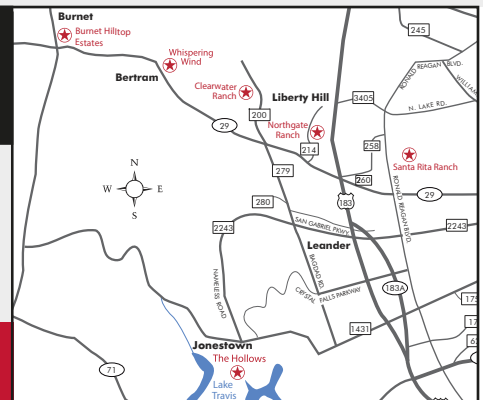 Burnet
Burnet Hilltop
Estates
245
Whispering
Wind
Bertram
RONALD REAGAN BLVD.
Clearwater
Ranch
Liberty Hill
3405
N. LAKE RD.
200
29
Northgate
Ranch
214
258
Santa Rita Ranch
279
260
N
W
E
S
280
183
29
RONALD REAGAN BLVD.
2243
SAN GABRIEL PKWY.
2243
Leander
BAGDAD RD.
NAMELESS ROAD
CRYSTAL FALLS PARKWAY
183A
1431
Jonestown
The Hollows
71
Lake
Travis